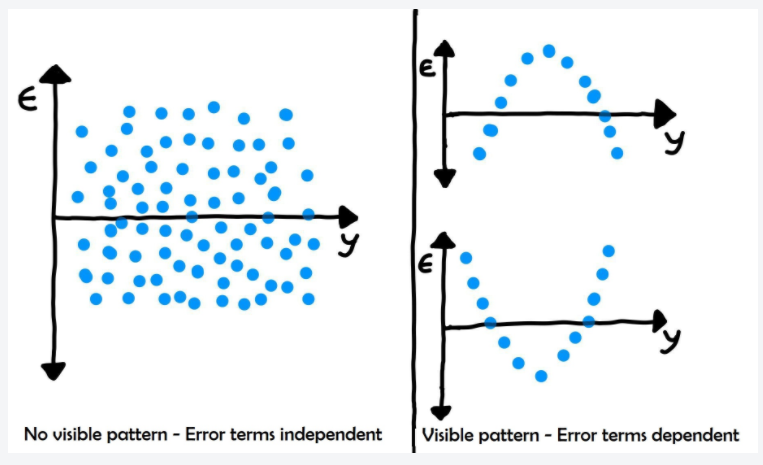 ϵ
y
No visible pattern - Error terms independent
ϵ
y
ϵ
y
Visible pattern - Error terms dependent